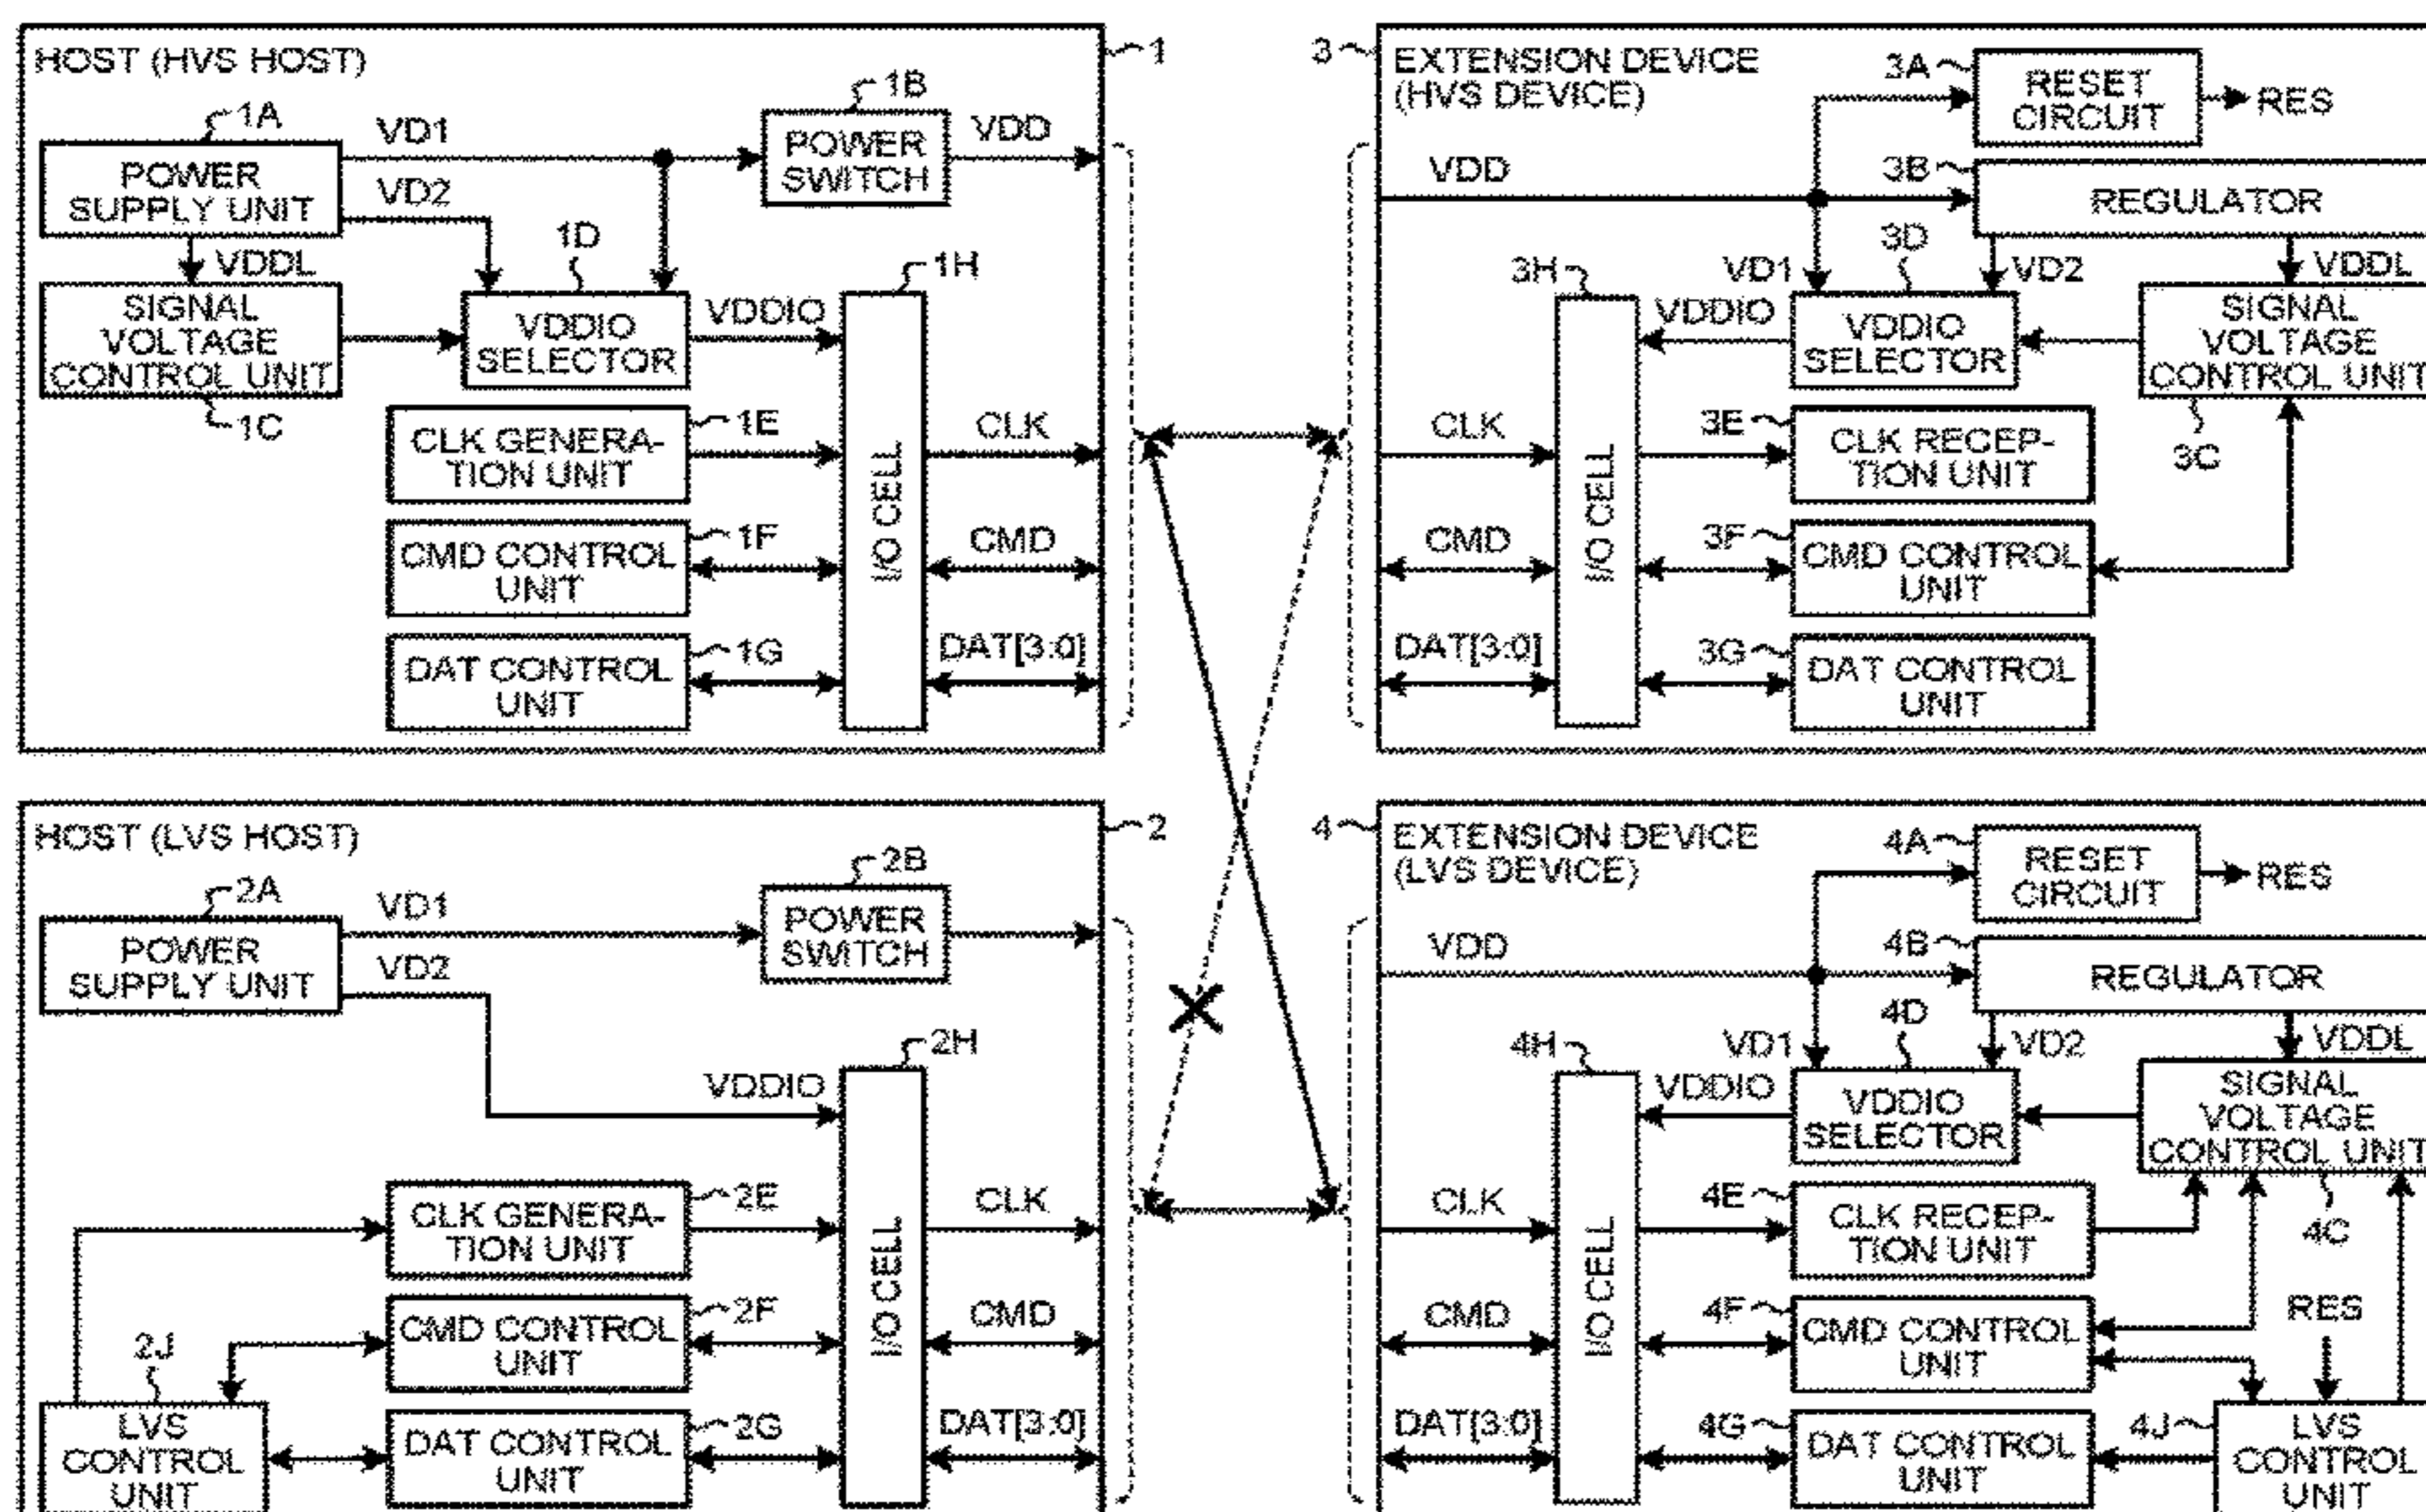 HOST (HVS HOST)
1
1A
POWER
SUPPLY UNIT
VD1
VD2
1B
POWER
SWITCH
VDD
VDDL
SIGNAL
VOLTAGE
CONTROL UNIT
1C
1D
VDDIO
SELECTOR
VDDIO
1H
I/O CELL
CLK GENERA-
TION UNIT
1E
CLK
CMD CONTROL
UNIT
1F
CMD
DAT CONTROL
UNIT
1G
DAT[3:0]
3
EXTENSION DEVICE
(HVS DEVICE)
3A
RESET
CIRCUIT
RES
VDD
3B
REGULATOR
3D
VD1
VD2
VDDL
3H
VDDIO
VDDIO
SELECTOR
SIGNAL
VOLTAGE
CONTROL UNIT
3C
I/O CELL
CLK
3E
CLK RECEP-
TION UNIT
CMD
3F
CMD CONTROL
UNIT
DAT[3:0]
3G
DAT CONTROL
UNIT
HOST (LVS HOST)
2
2A
POWER
SUPPLY UNIT
VD1
VD2
2B
POWER
SWITCH
2H
VDDIO
I/O CELL
CLK GENERA-
TION UNIT
2E
CLK
CMD CONTROL
UNIT
2F
CMD
2J
LVS
CONTROL
UNIT
DAT CONTROL
UNIT
2G
DAT[3:0]
4
EXTENSION DEVICE
(LVS DEVICE)
4A
RESET
CIRCUIT
RES
VDD
4B
REGULATOR
4D
VD1
VD2
VDDL
4H
VDDIO
VDDIO
SELECTOR
SIGNAL
VOLTAGE
CONTROL UNIT
4C
I/O CELL
CLK
4E
CLK RECEP-
TION UNIT
CMD
4F
CMD CONTROL
UNIT
RES
DAT[3:0]
4G
DAT CONTROL
UNIT
4J
LVS
CONTROL
UNIT